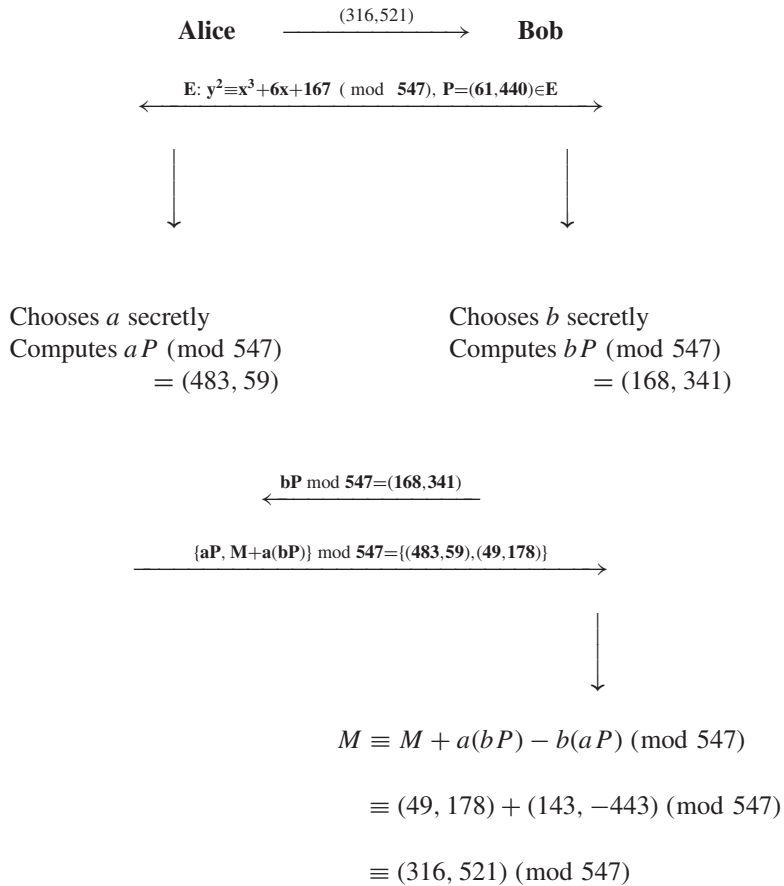 (316,521)
Alice Bob
E: y²≡x³+6x+167 ( mod 547), P=(61,440)∈E
Chooses a secretly Chooses b secretly
Computes aP (mod 547) Computes bP (mod 547)
= (483, 59) = (168, 341)
bP mod 547=(168,341)
{aP, M+a(bP)} mod 547={(483,59),(49,178)}
M ≡ M + a(bP) − b(aP) (mod 547)
≡ (49, 178) + (143, −443) (mod 547)
≡ (316, 521) (mod 547)